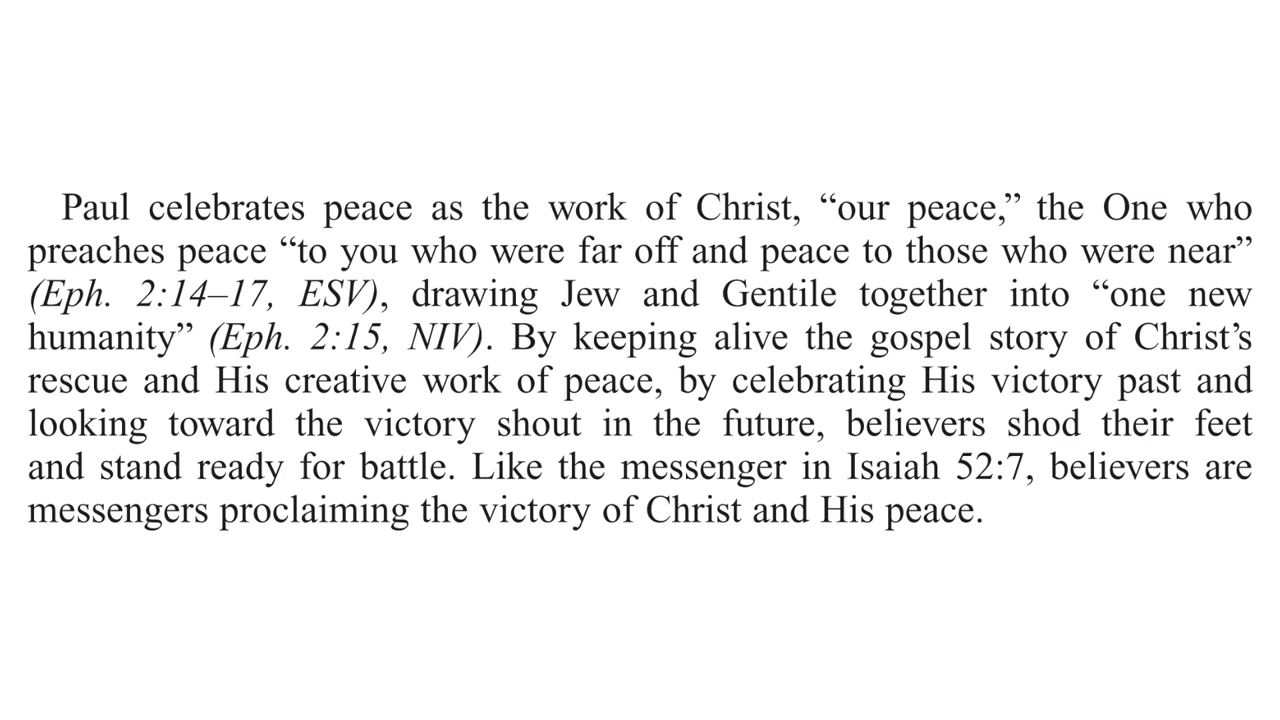 Paul celebrates peace as the work of Christ, “our peace,” the One who
preaches peace “to you who were far off and peace to those who were near”
(Eph. 2:14–17, ESV), drawing Jew and Gentile together into “one new
humanity” (Eph. 2:15, NIV). By keeping alive the gospel story of Christ’s
rescue and His creative work of peace, by celebrating His victory past and
looking toward the victory shout in the future, believers shod their feet
and stand ready for battle. Like the messenger in Isaiah 52:7, believers are
messengers proclaiming the victory of Christ and His peace.